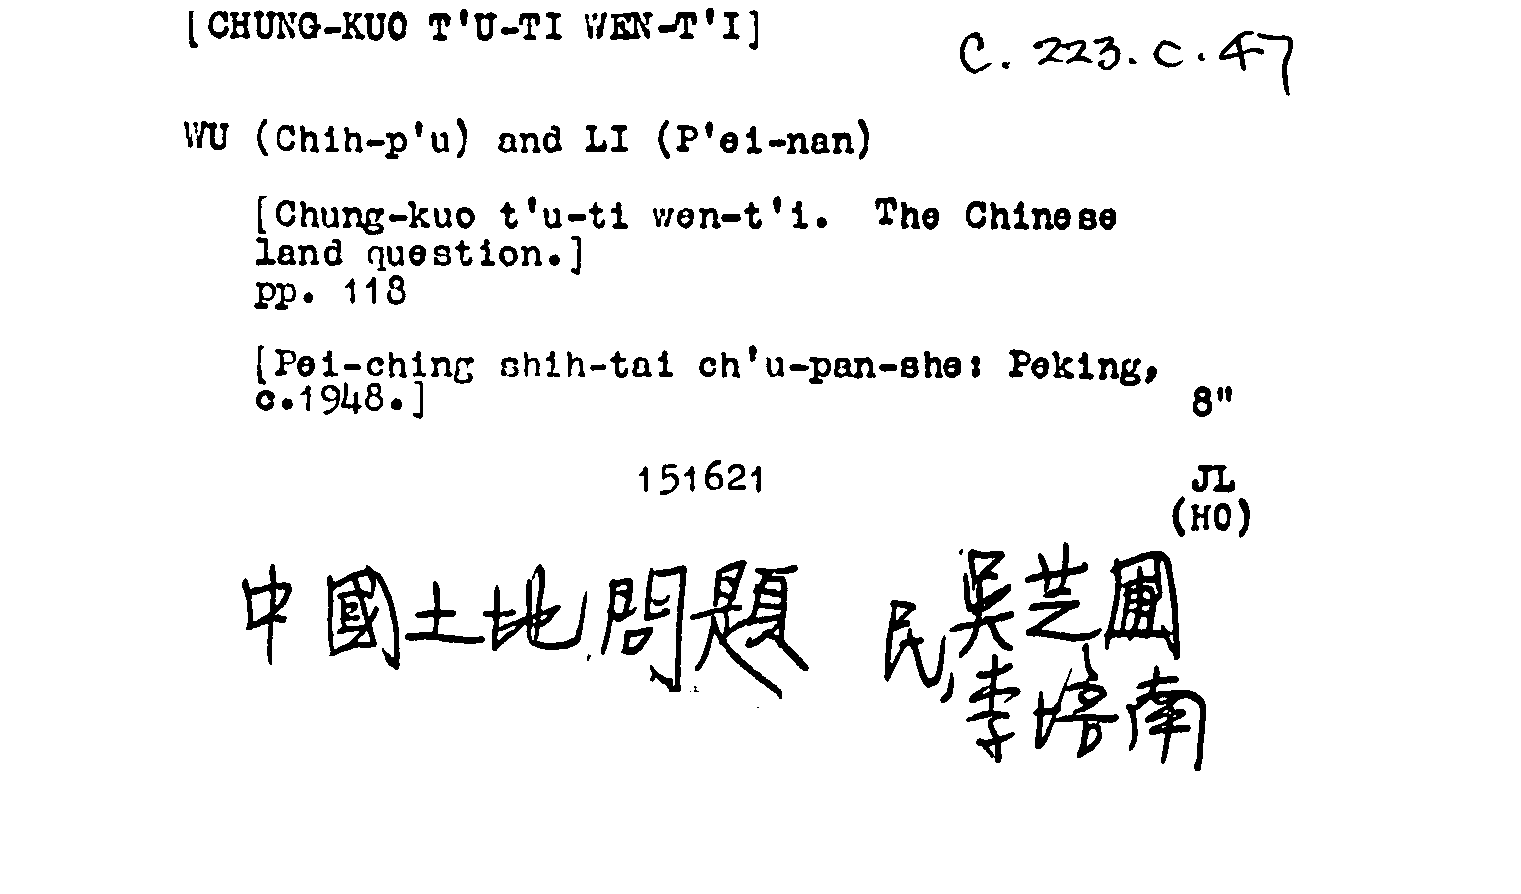 [CHUNG-KUO T'U-TI WEN-T'I]
C. 223. c. 47
WU (Chih-p'u) and LI (P'ei-nan)
[Chung-kuo t'u-ti wen-t'i. The Chinese
land question.]
pp. 118
[Pei-ching shih-tai ch'u-pan-she: Peking,
c.1948.]
8"
151621
JL
(HO)
中國土地問題 民, 吳芝圃
李培南